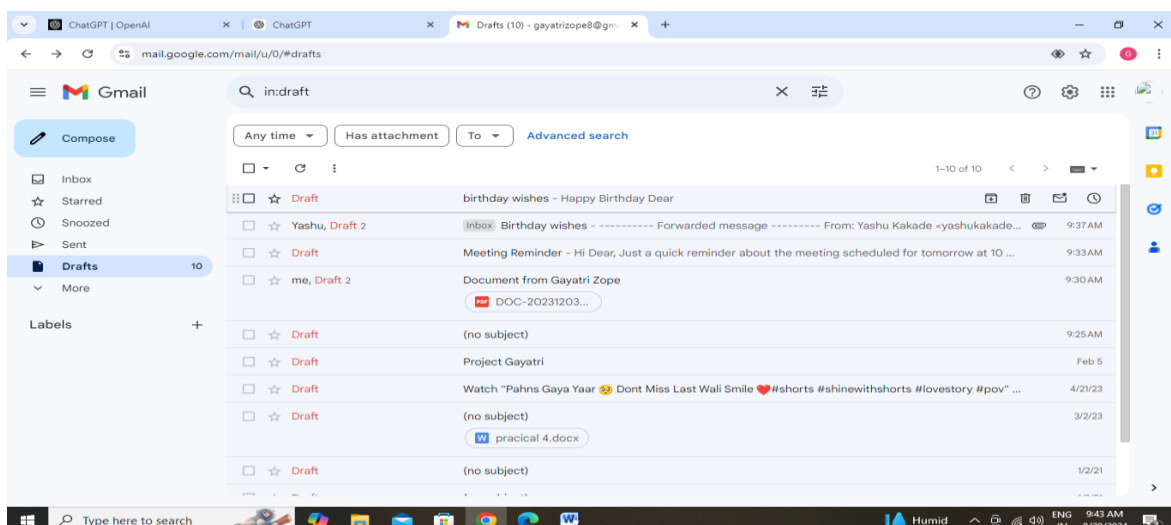 ChatGPT | OpenAI
ChatGPT
Drafts (10) - gayatrizope8@gm
mail.google.com/mail/u/0/#drafts
G
Gmail
in:draft
Compose
Any time
Has attachment
To
Advanced search
1–10 of 10
Inbox
Starred
Snoozed
Sent
Drafts 10
More
Labels
Draft birthday wishes - Happy Birthday Dear
Yashu, Draft 2 Inbox Birthday wishes - ---------- Forwarded message --------- From: Yashu Kakade <yashukakade... 9:37 AM
Draft Meeting Reminder - Hi Dear, Just a quick reminder about the meeting scheduled for tomorrow at 10 ... 9:33 AM
me, Draft 2 Document from Gayatri Zope 9:30 AM
PDF DOC-20231203...
Draft (no subject) 9:25 AM
Draft Project Gayatri Feb 5
Draft Watch "Pahns Gaya Yaar 🥺 Dont Miss Last Wali Smile ❤️#shorts #shinewithshorts #lovestory #pov" ... 4/21/23
Draft (no subject) 3/2/23
W pracical 4.docx
Draft (no subject) 1/2/21
Type here to search
Humid
ENG
9:43 AM